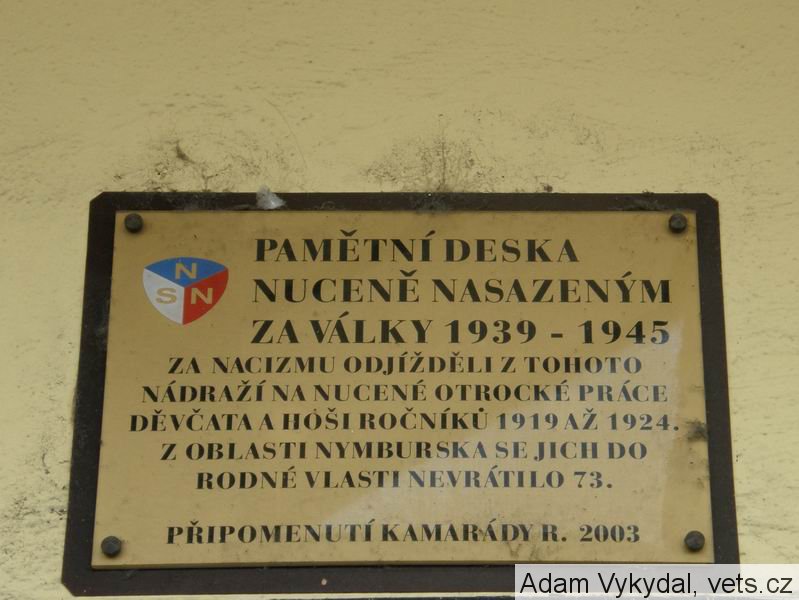 PAMĚTNÍ DESKA
NUCENĚ NASAZENÝM
ZA VÁLKY 1939 - 1945
N
S N
ZA NACIZMU ODJÍŽDĚLI Z TOHOTO
NÁDRAŽÍ NA NUCENÉ OTROCKÉ PRÁCE
DĚVČATA A HOŠI ROČNÍKŮ 1919 AŽ 1924.
Z OBLASTI NYMBURSKA SE JICH DO
RODNÉ VLASTI NEVRÁTILO 73.
PŘIPOMENUTÍ KAMARÁDY R. 2003
Adam Vykydal, vets.cz